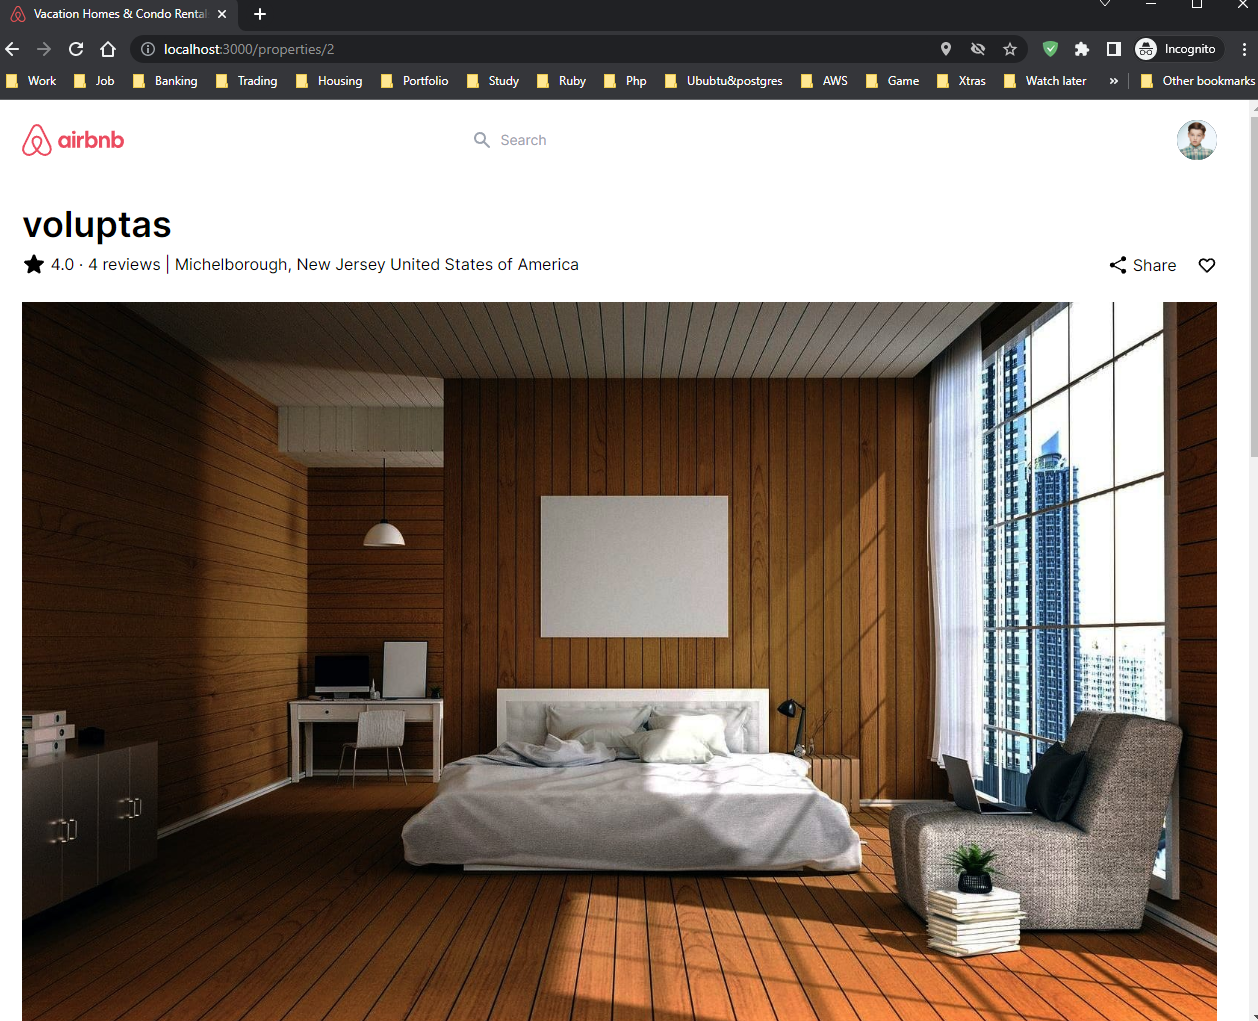 Vacation Homes & Condo Renta
localhost:3000/properties/2
Incognito
Work Job Banking Trading Housing Portfolio Study Ruby Php Ububtu&postgres AWS Game Xtras Watch later » Other bookmarks
airbnb
Search
voluptas
4.0 · 4 reviews | Michelborough, New Jersey United States of America
Share